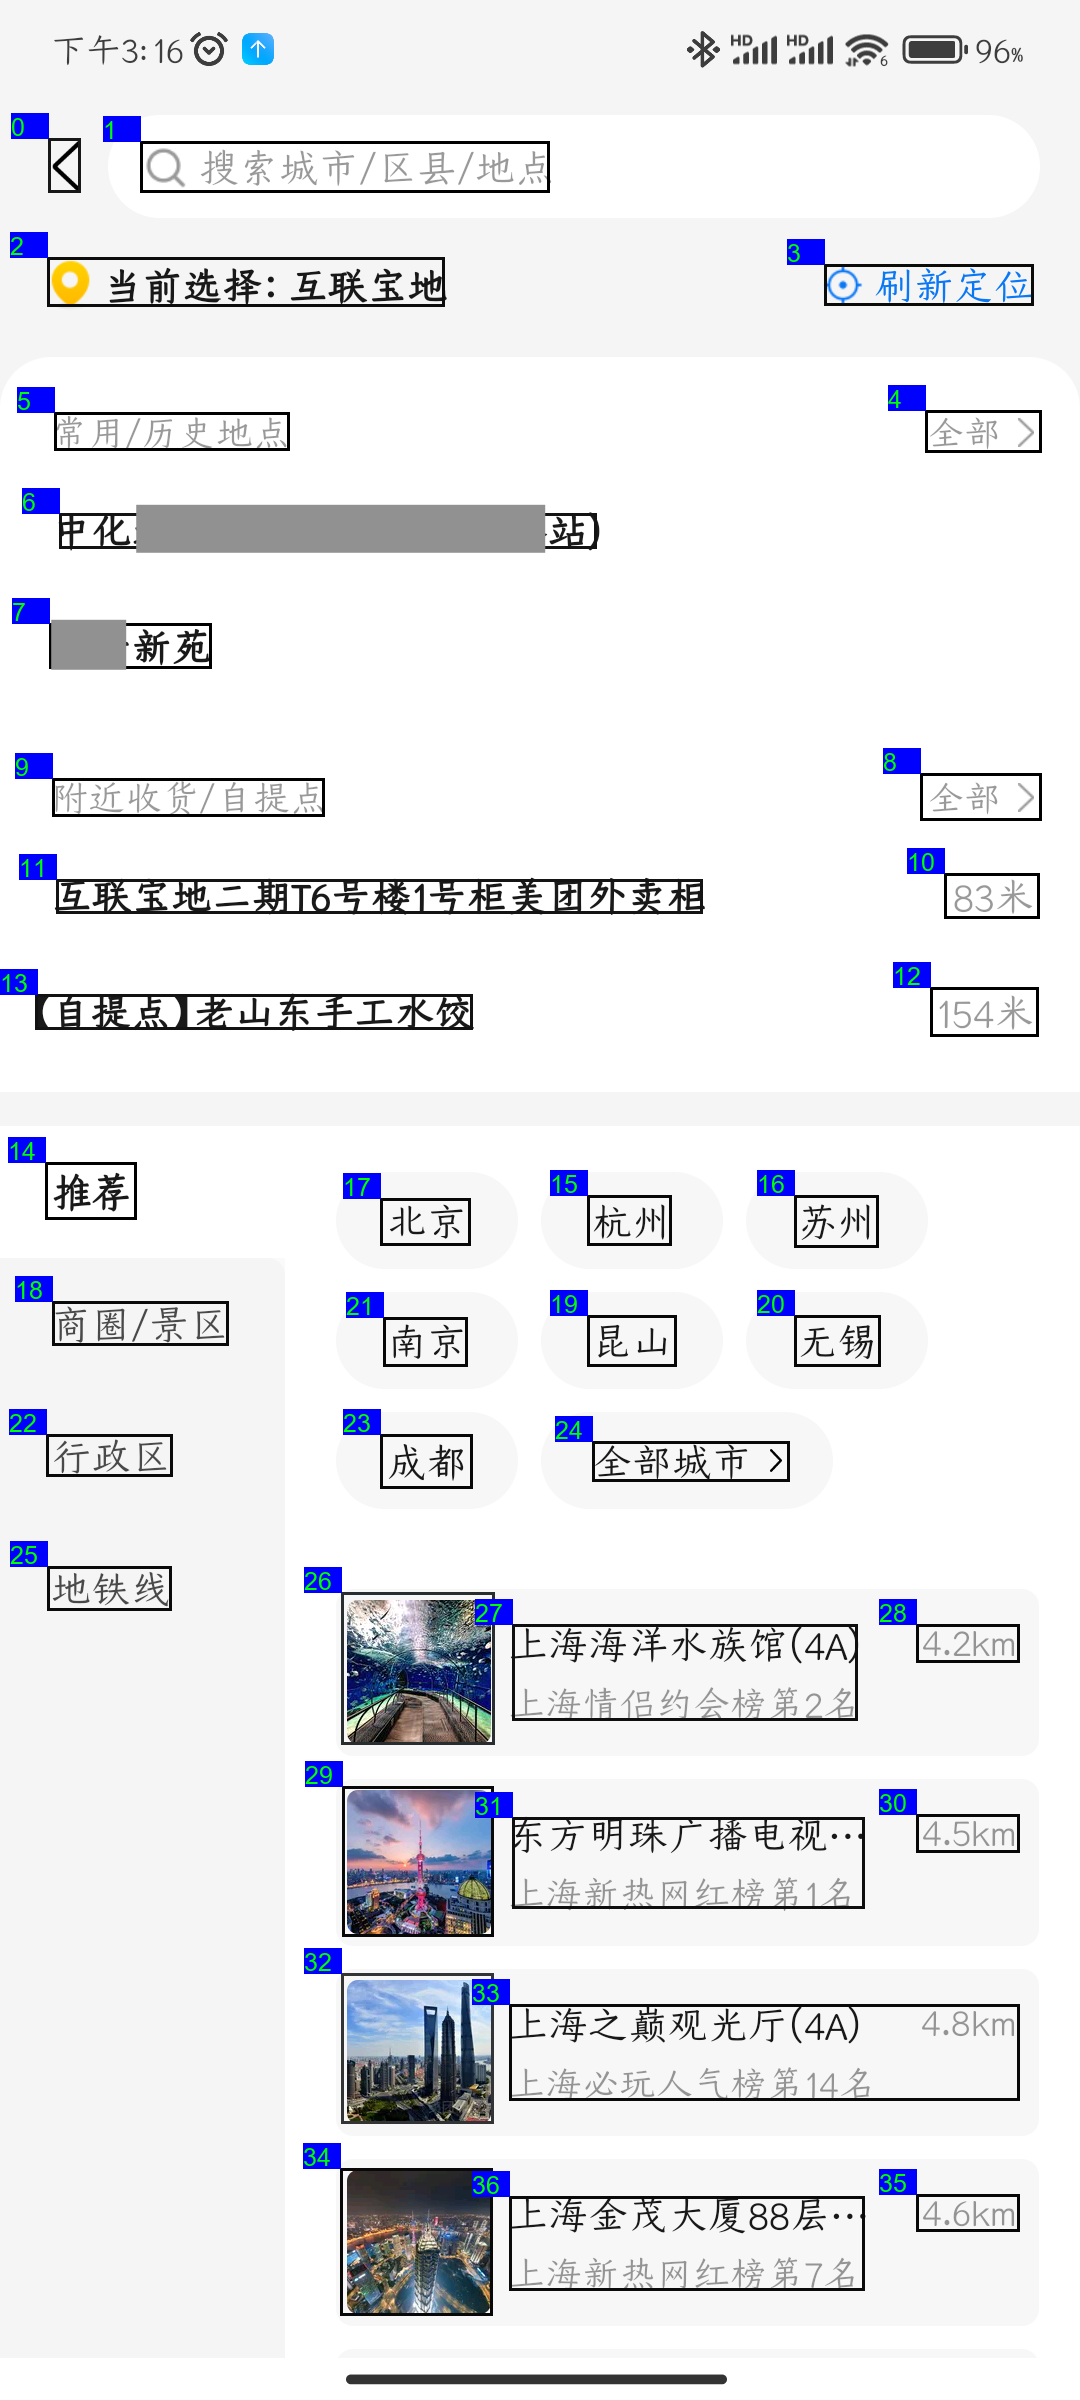 下午3:16 HD HD 6 96%
0 1
搜索城市/区县/地点
2 3
当前选择：互联宝地 刷新定位
5 4
常用/历史地点 全部
6
中化 站)
7
新苑
9 8
附近收货/自提点 全部
11 10
互联宝地二期T6号楼1号柜美团外卖柜 83米
13 12
【自提点】老山东手工水饺 154米
14
推荐
17 15 16
北京 杭州 苏州
18
商圈/景区
21 19 20
南京 昆山 无锡
22
行政区
23 24
成都 全部城市
25
地铁线
26 27 28
上海海洋水族馆(4A) 4.2km
上海情侣约会榜第2名
29 31 30
东方明珠广播电视… 4.5km
上海新热网红榜第1名
32 33
上海之巅观光厅(4A) 4.8km
上海必玩人气榜第14名
34 36 35
上海金茂大厦88层… 4.6km
上海新热网红榜第7名